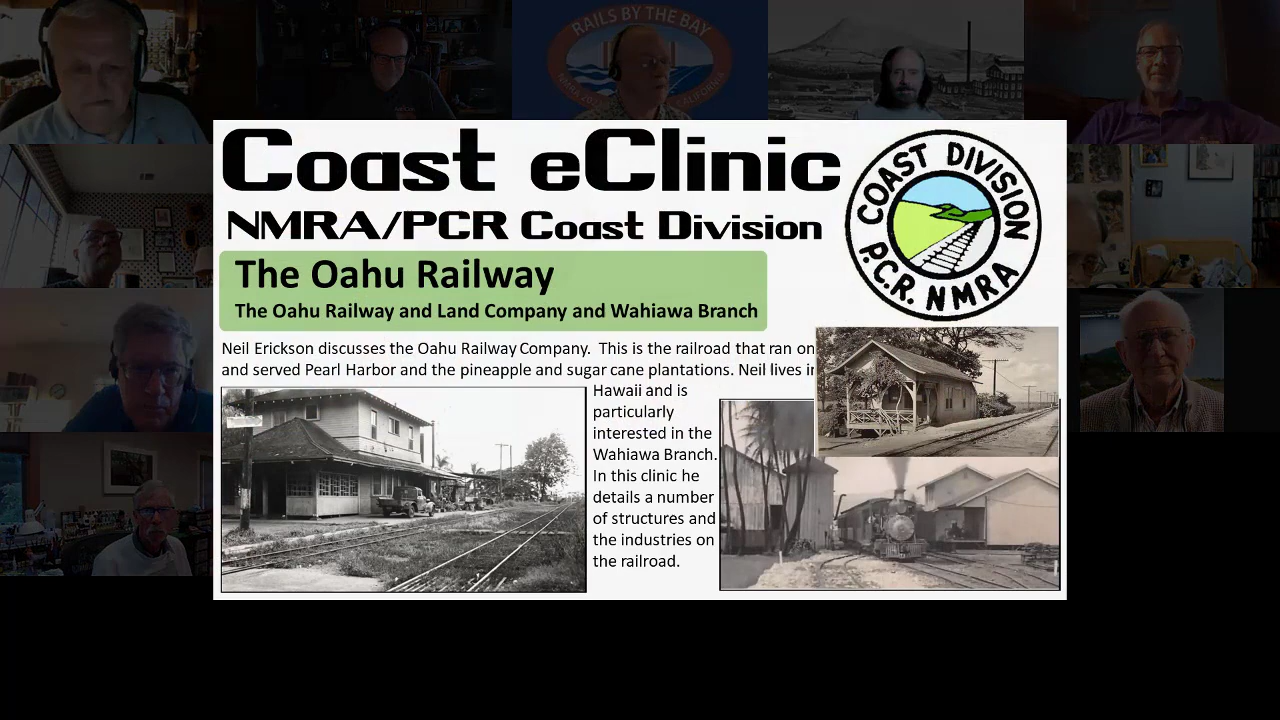 RAILS BY THE BAY
Coast eClinic
NMRA/PCR Coast Division
COAST DIVISION
P.C.R. NMRA
The Oahu Railway
The Oahu Railway and Land Company and Wahiawa Branch
Neil Erickson discusses the Oahu Railway Company. This is the railroad that ran on
and served Pearl Harbor and the pineapple and sugar cane plantations. Neil lives in
Hawaii and is
particularly
interested in the
Wahiawa Branch.
In this clinic he
details a number
of structures and
the industries on
the railroad.